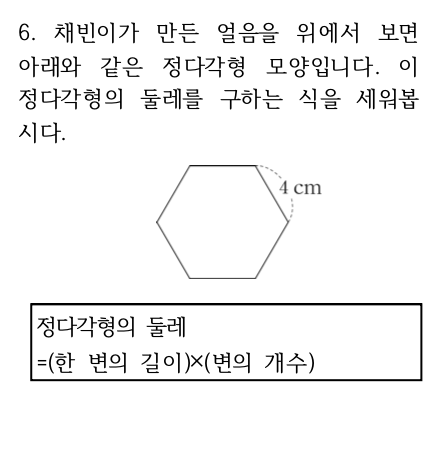 6. 채빈이가 만든 얼음을 위에서 보면
아래와 같은 정다각형 모양입니다. 이
정다각형의 둘레를 구하는 식을 세워봅
시다.
4 cm
정다각형의 둘레
=(한 변의 길이)×(변의 개수)